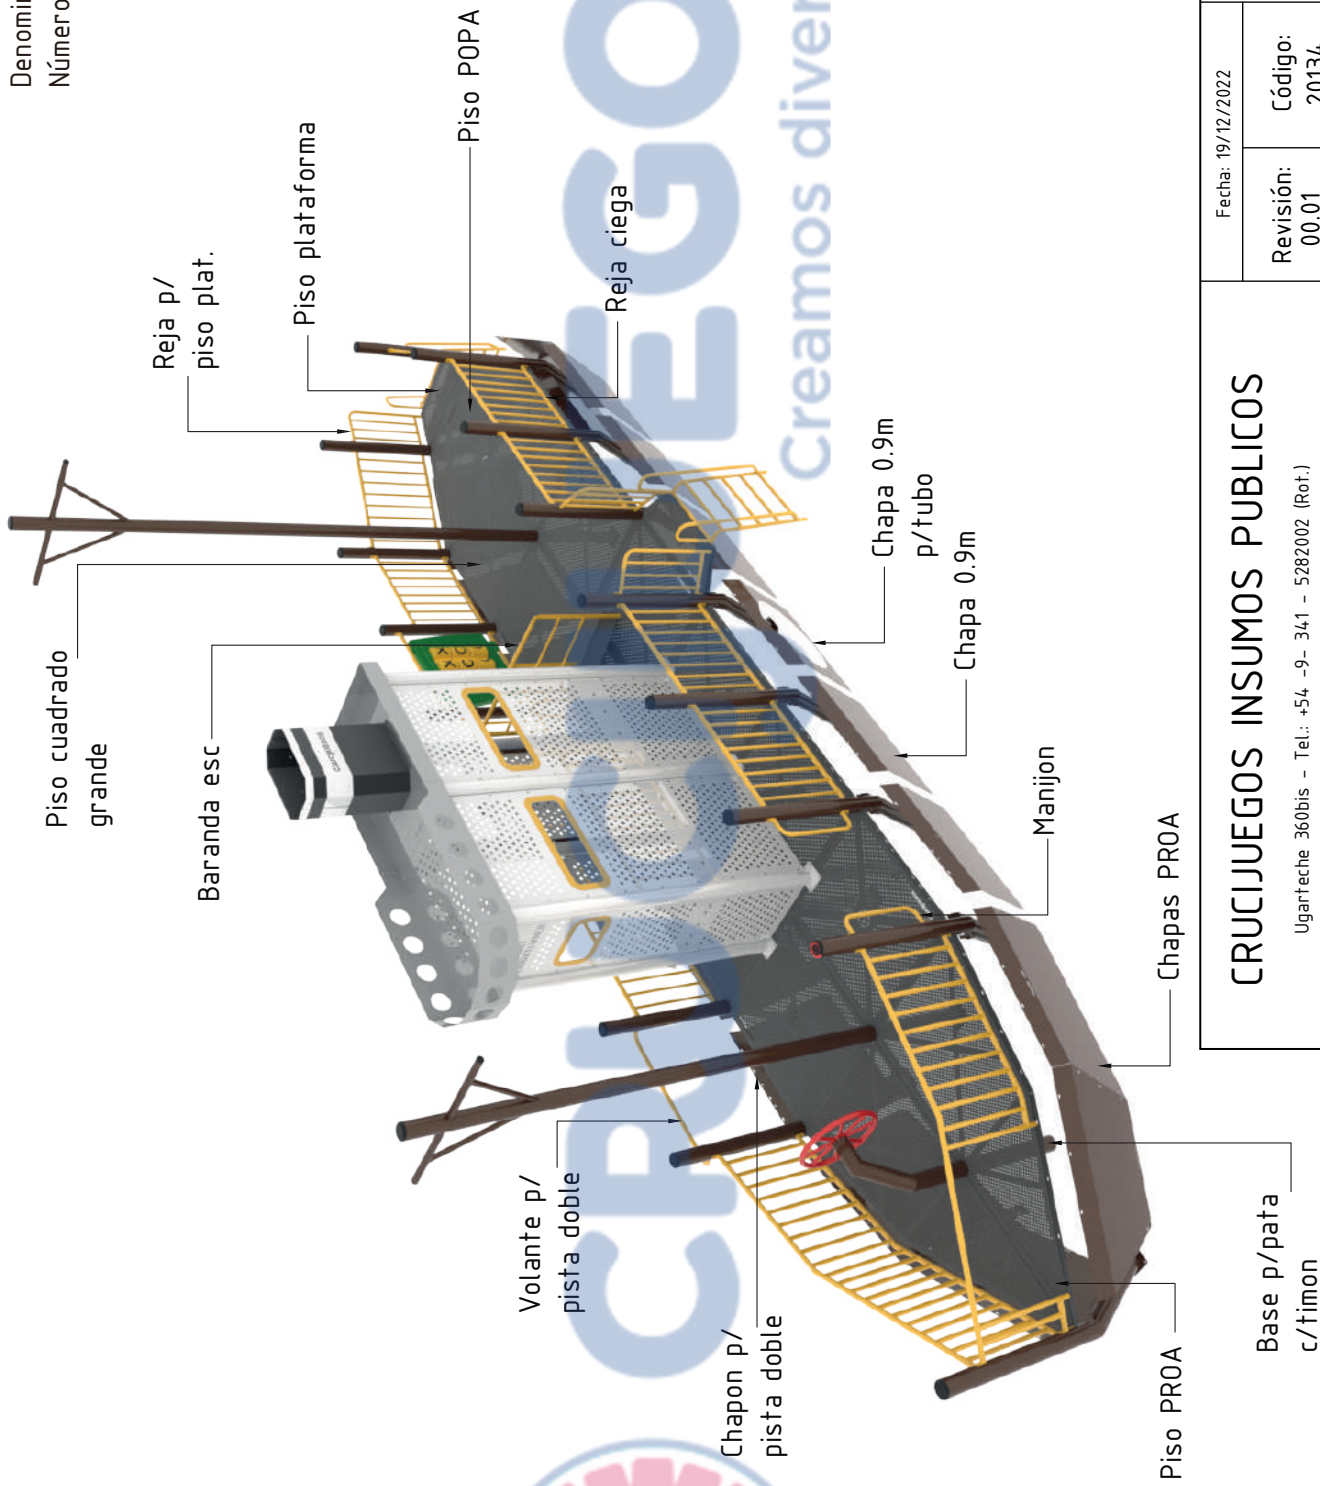 Denomin
Número
Reja p/
piso plat.
Piso plataforma
Piso POPA
Reja ciega
Piso cuadrado
grande
Baranda esc
Chapa 0.9m
p/tubo
Chapa 0.9m
Manijon
Chapas PROA
Volante p/
pista doble
Chapon p/
pista doble
Piso PROA
Base p/pata
c/timon
Creamos diver
CRUCIJUEGOS INSUMOS PUBLICOS
Ugarteche 360bis - Tel.: +54 -9- 341 - 5282002 (Rot.)
Fecha: 19/12/2022
Revisión:
00.01
Código:
20134